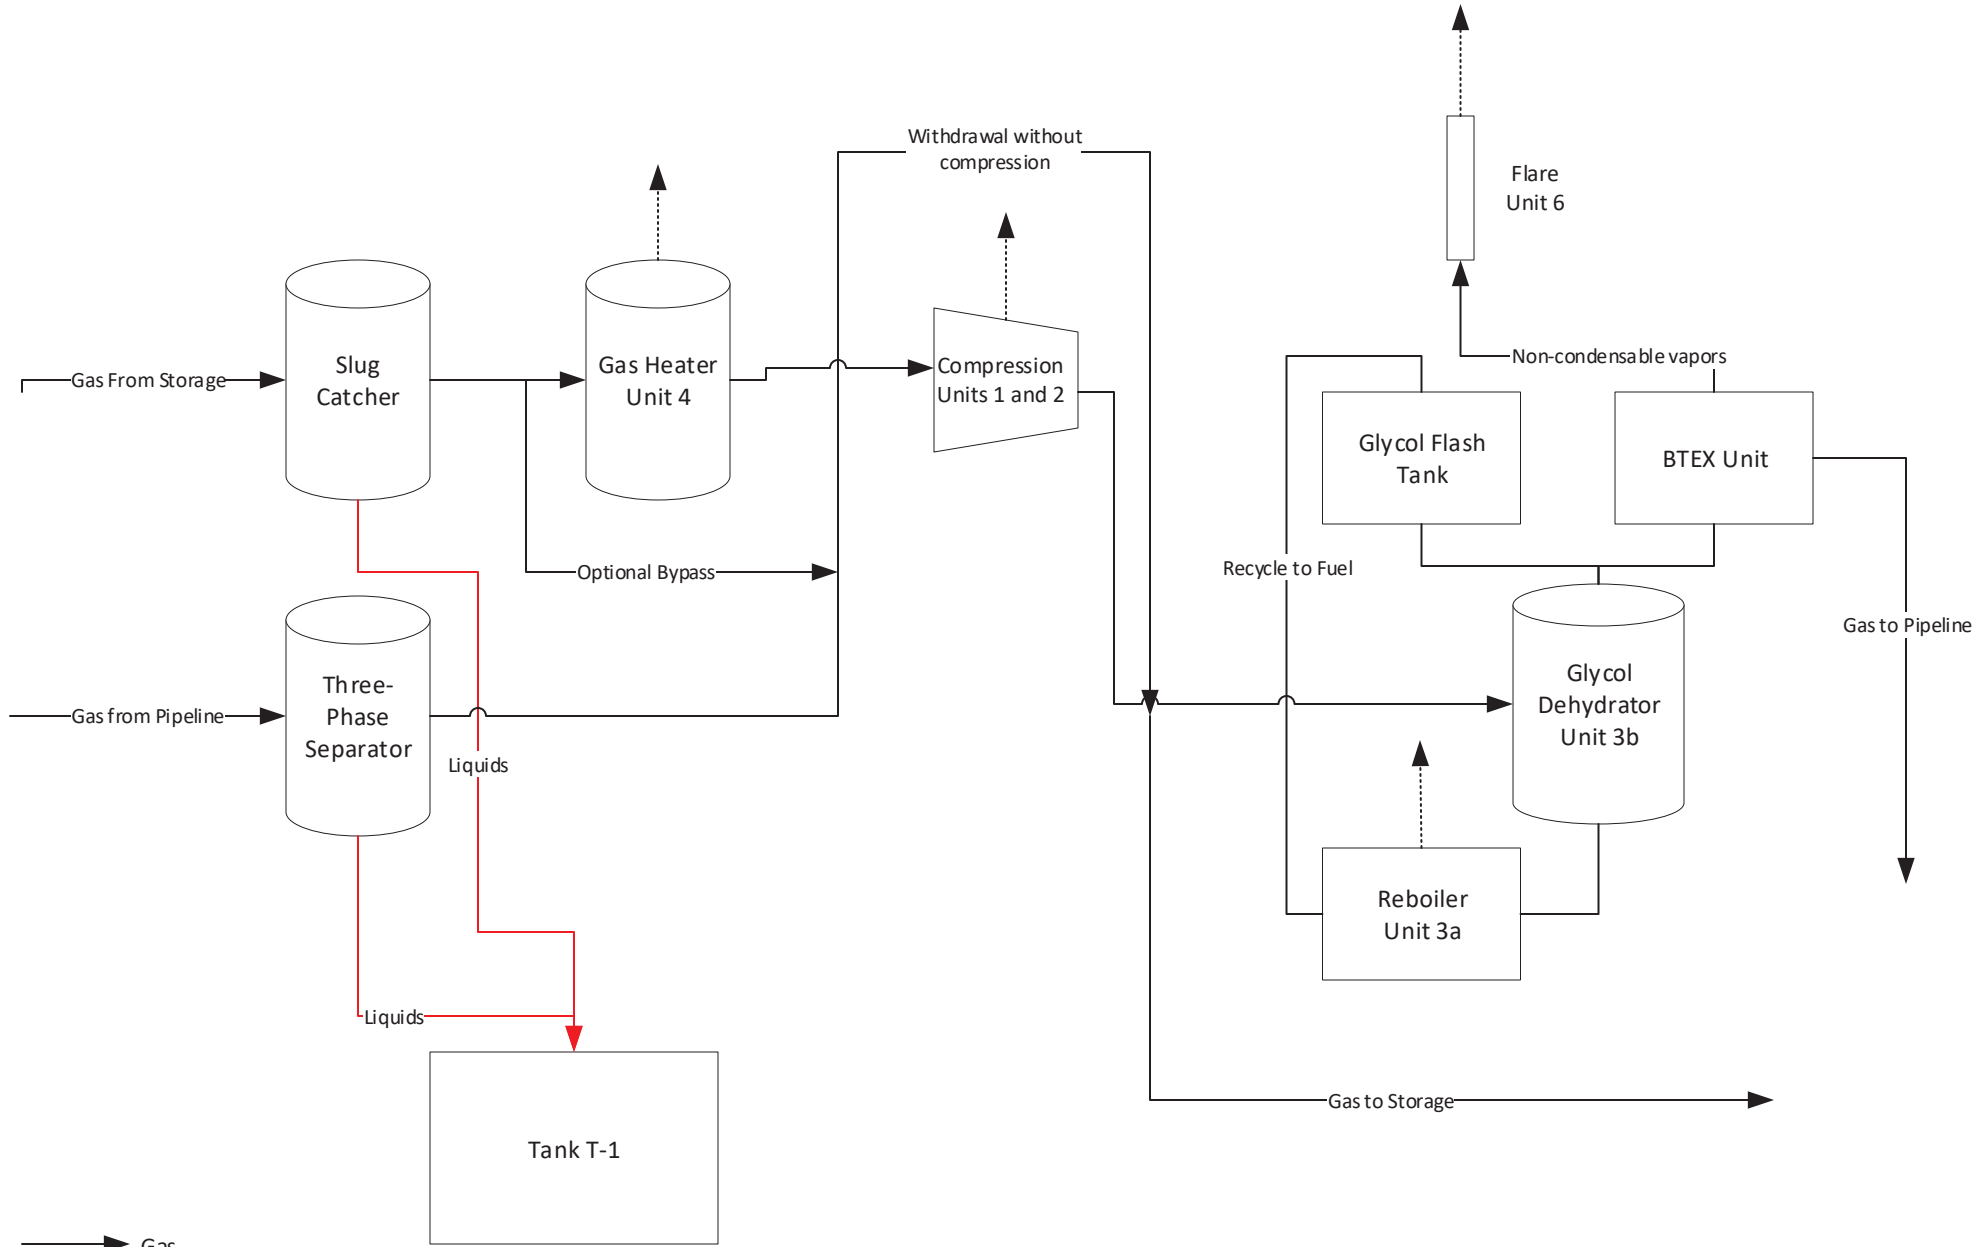 Withdrawal without
compression
Flare
Unit 6
Gas From Storage
Slug
Catcher
Gas Heater
Unit 4
Compression
Units 1 and 2
Non-condensable vapors
Glycol Flash
Tank
BTEX Unit
Optional Bypass
Recycle to Fuel
Gas to Pipeline
Gas from Pipeline
Three-
Phase
Separator
Liquids
Glycol
Dehydrator
Unit 3b
Reboiler
Unit 3a
Liquids
Gas to Storage
Tank T-1
Gas